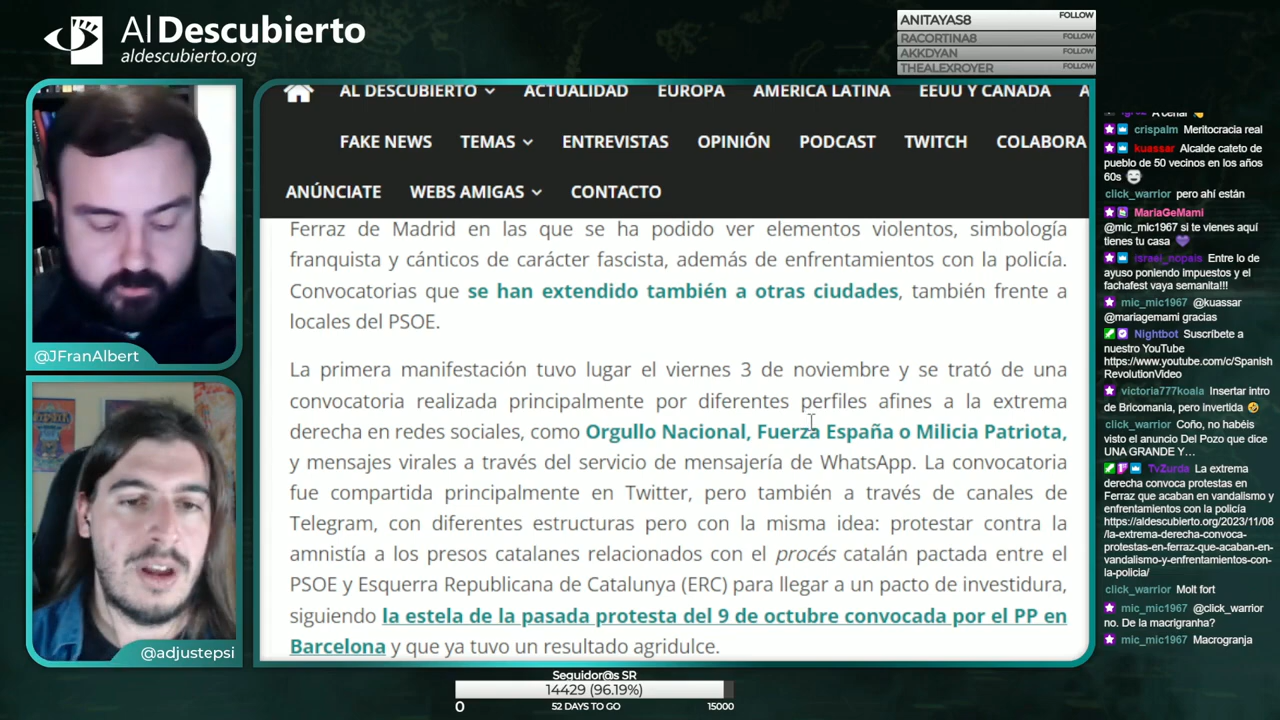 Al Descubierto
aldescubierto.org
ANITAYAS8 FOLLOW
RACORTINA8 FOLLOW
AKKDYAN FOLLOW
THEALEXROYER FOLLOW
@JFranAlbert
@adjustepsi
AL DESCUBIERTO ACTUALIDAD EUROPA AMÉRICA LATINA EEUU Y CANADA A
FAKE NEWS TEMAS ENTREVISTAS OPINIÓN PODCAST TWITCH COLABORA
ANÚNCIATE WEBS AMIGAS CONTACTO
Ferraz de Madrid en las que se ha podido ver elementos violentos, simbología
franquista y cánticos de carácter fascista, además de enfrentamientos con la policía.
Convocatorias que se han extendido también a otras ciudades, también frente a
locales del PSOE.
La primera manifestación tuvo lugar el viernes 3 de noviembre y se trató de una
convocatoria realizada principalmente por diferentes perfiles afines a la extrema
derecha en redes sociales, como Orgullo Nacional, Fuerza España o Milicia Patriota,
y mensajes virales a través del servicio de mensajería de WhatsApp. La convocatoria
fue compartida principalmente en Twitter, pero también a través de canales de
Telegram, con diferentes estructuras pero con la misma idea: protestar contra la
amnistía a los presos catalanes relacionados con el procés catalán pactada entre el
PSOE y Esquerra Republicana de Catalunya (ERC) para llegar a un pacto de investidura,
siguiendo la estela de la pasada protesta del 9 de octubre convocada por el PP en
Barcelona y que ya tuvo un resultado agridulce.
crispalm Meritocracia real
kuassar Alcalde cateto de
pueblo de 50 vecinos en los años
60s
click_warrior pero ahí están
MariaGeMami
@mic_mic1967 si te vienes aquí
tienes tu casa
israel_nopais Entre lo de
ayuso poniendo impuestos y el
fachafest vaya semanita!!!
mic_mic1967 @kuassar
@mariagemami gracias
Nightbot Suscríbete a
nuestro YouTube
https://www.youtube.com/c/Spanish
RevolutionVideo
victoria777koala Insertar intro
de Bricomania, pero invertida
click_warrior Coño, no habéis
visto el anuncio Del Pozo que dice
UNA GRANDE Y...
TvZurda La extrema
derecha convoca protestas en
Ferraz que acaban en vandalismo y
enfrentamientos con la policía
https://aldescubierto.org/2023/11/08
/la-extrema-derecha-convoca-
protestas-en-ferraz-que-acaban-en-
vandalismo-y-enfrentamientos-con-
la-policia/
click_warrior Molt fort
mic_mic1967 @click_warrior
no. De la macrigranha?
mic_mic1967 Macrogranja
Seguidor@s SR
14429 (96.19%)
0 52 DAYS TO GO 15000